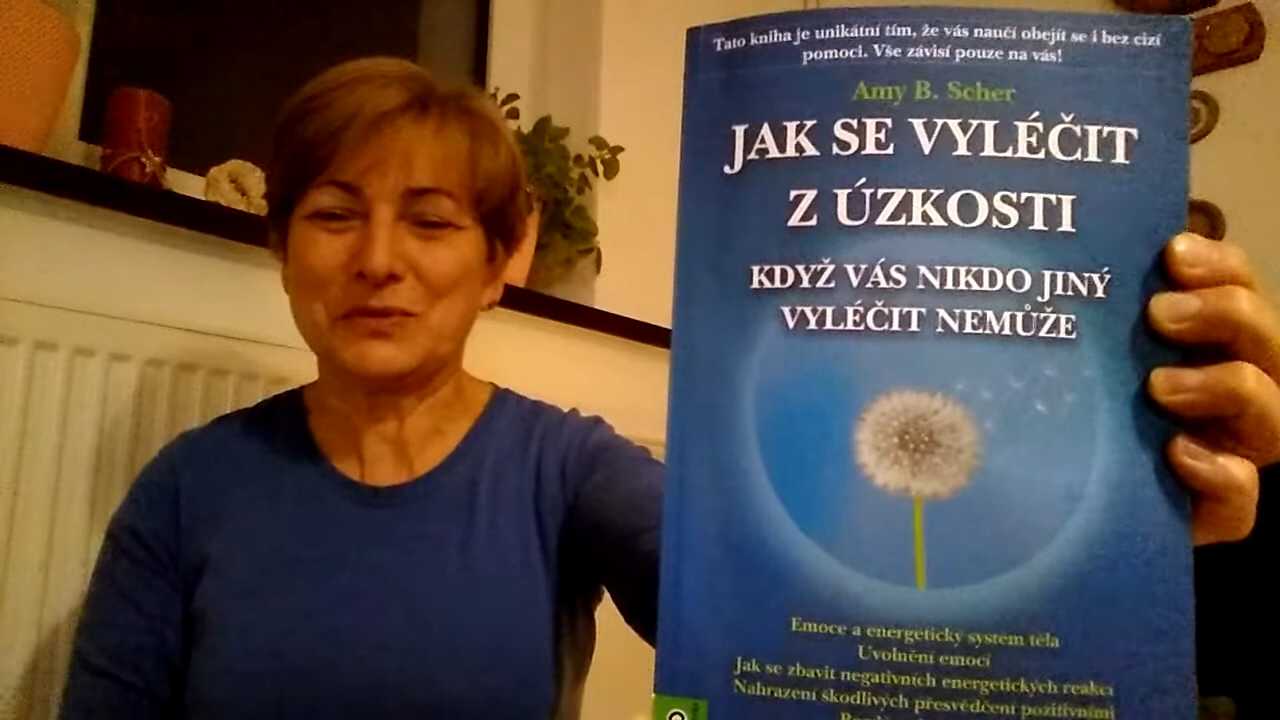 Tato kniha je unikátní tím, že vás naučí obejít se i bez cizí
pomoci. Vše závisí pouze na vás!
Amy B. Scher
JAK SE VYLÉČIT
Z ÚZKOSTI
KDYŽ VÁS NIKDO JINÝ
VYLÉČIT NEMŮŽE
Emoce a energetický systém těla
Uvolnění emocí
Jak se zbavit negativních energetických reakcí
Nahrazení škodlivých přesvědčení pozitivními